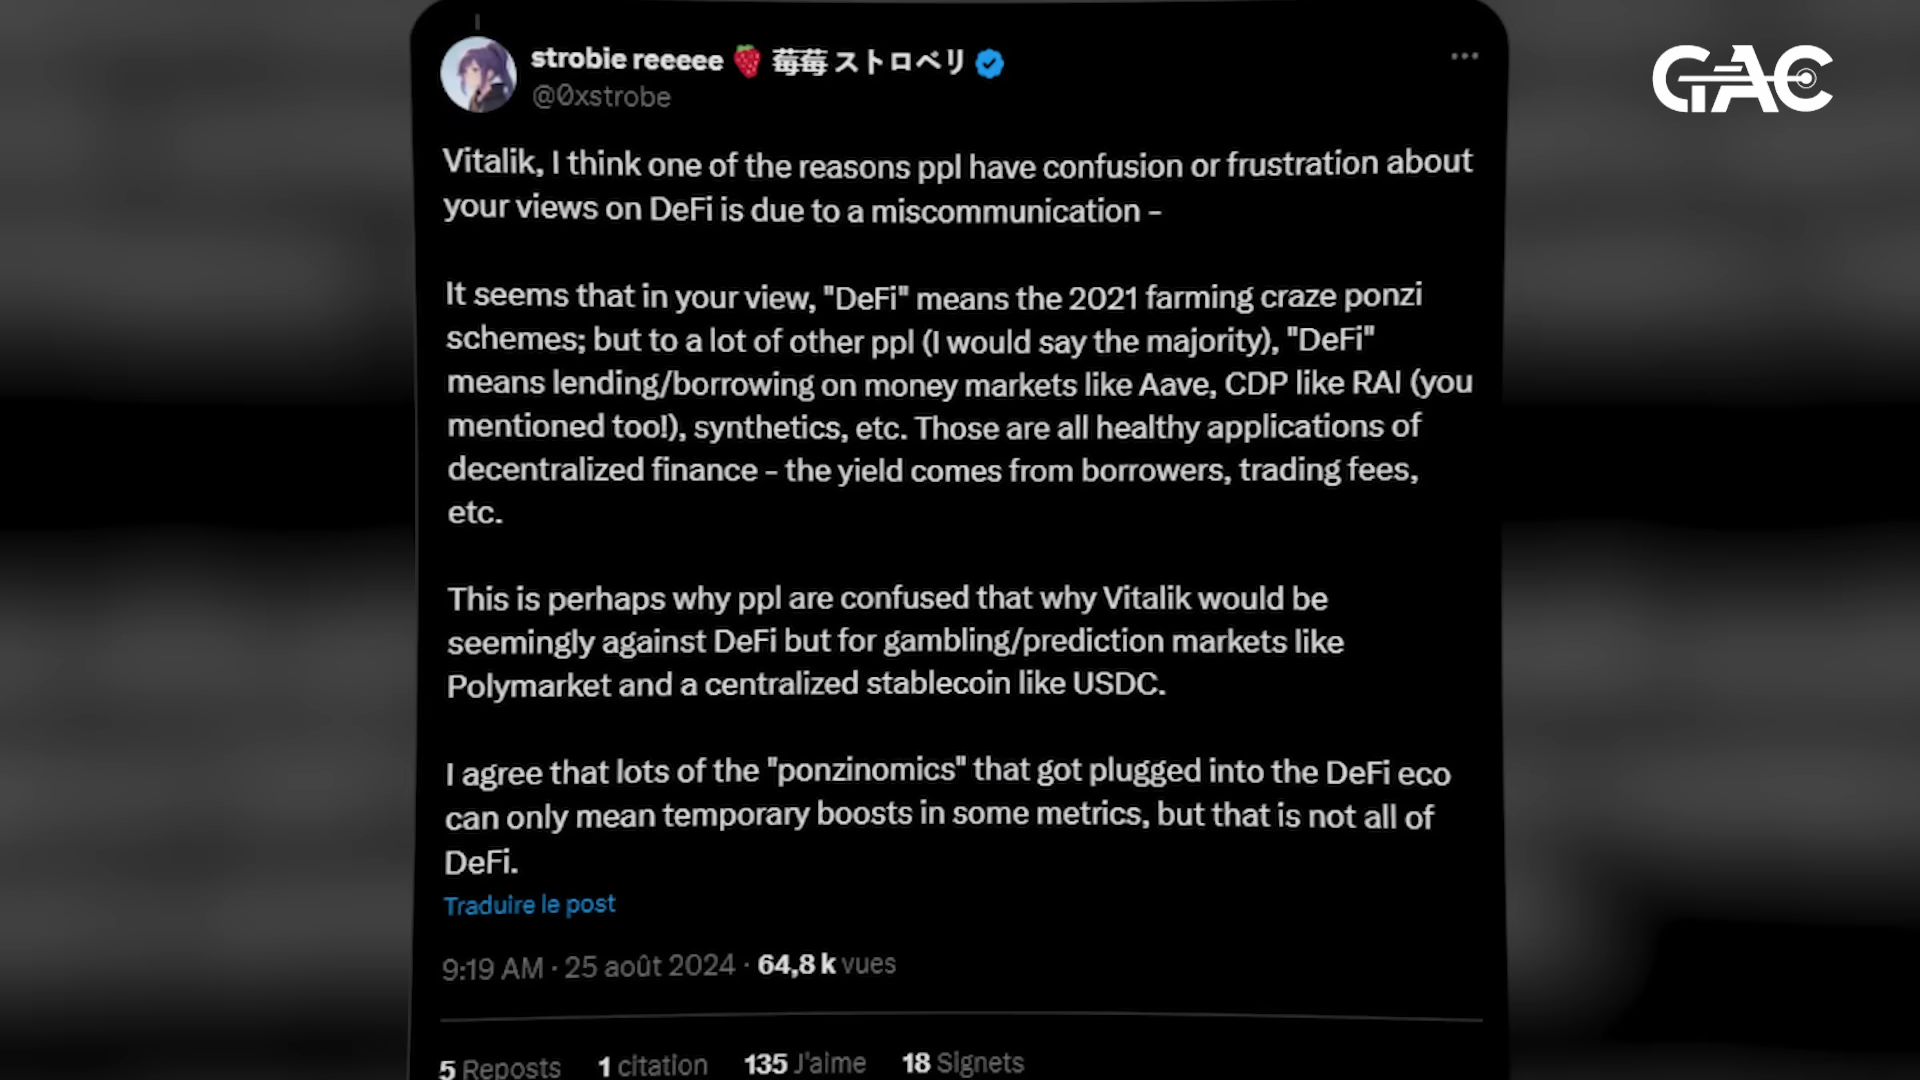 strobie reeeee 🍓 莓莓 ストロベリ
@0xstrobe
GAC
Vitalik, I think one of the reasons ppl have confusion or frustration about
your views on DeFi is due to a miscommunication -
It seems that in your view, "DeFi" means the 2021 farming craze ponzi
schemes; but to a lot of other ppl (I would say the majority), "DeFi"
means lending/borrowing on money markets like Aave, CDP like RAI (you
mentioned too!), synthetics, etc. Those are all healthy applications of
decentralized finance - the yield comes from borrowers, trading fees,
etc.
This is perhaps why ppl are confused that why Vitalik would be
seemingly against DeFi but for gambling/prediction markets like
Polymarket and a centralized stablecoin like USDC.
I agree that lots of the "ponzinomics" that got plugged into the DeFi eco
can only mean temporary boosts in some metrics, but that is not all of
DeFi.
Traduire le post
9:19 AM · 25 août 2024 · 64,8 k vues
5 Reposts 1 citation 135 J'aime 18 Signets